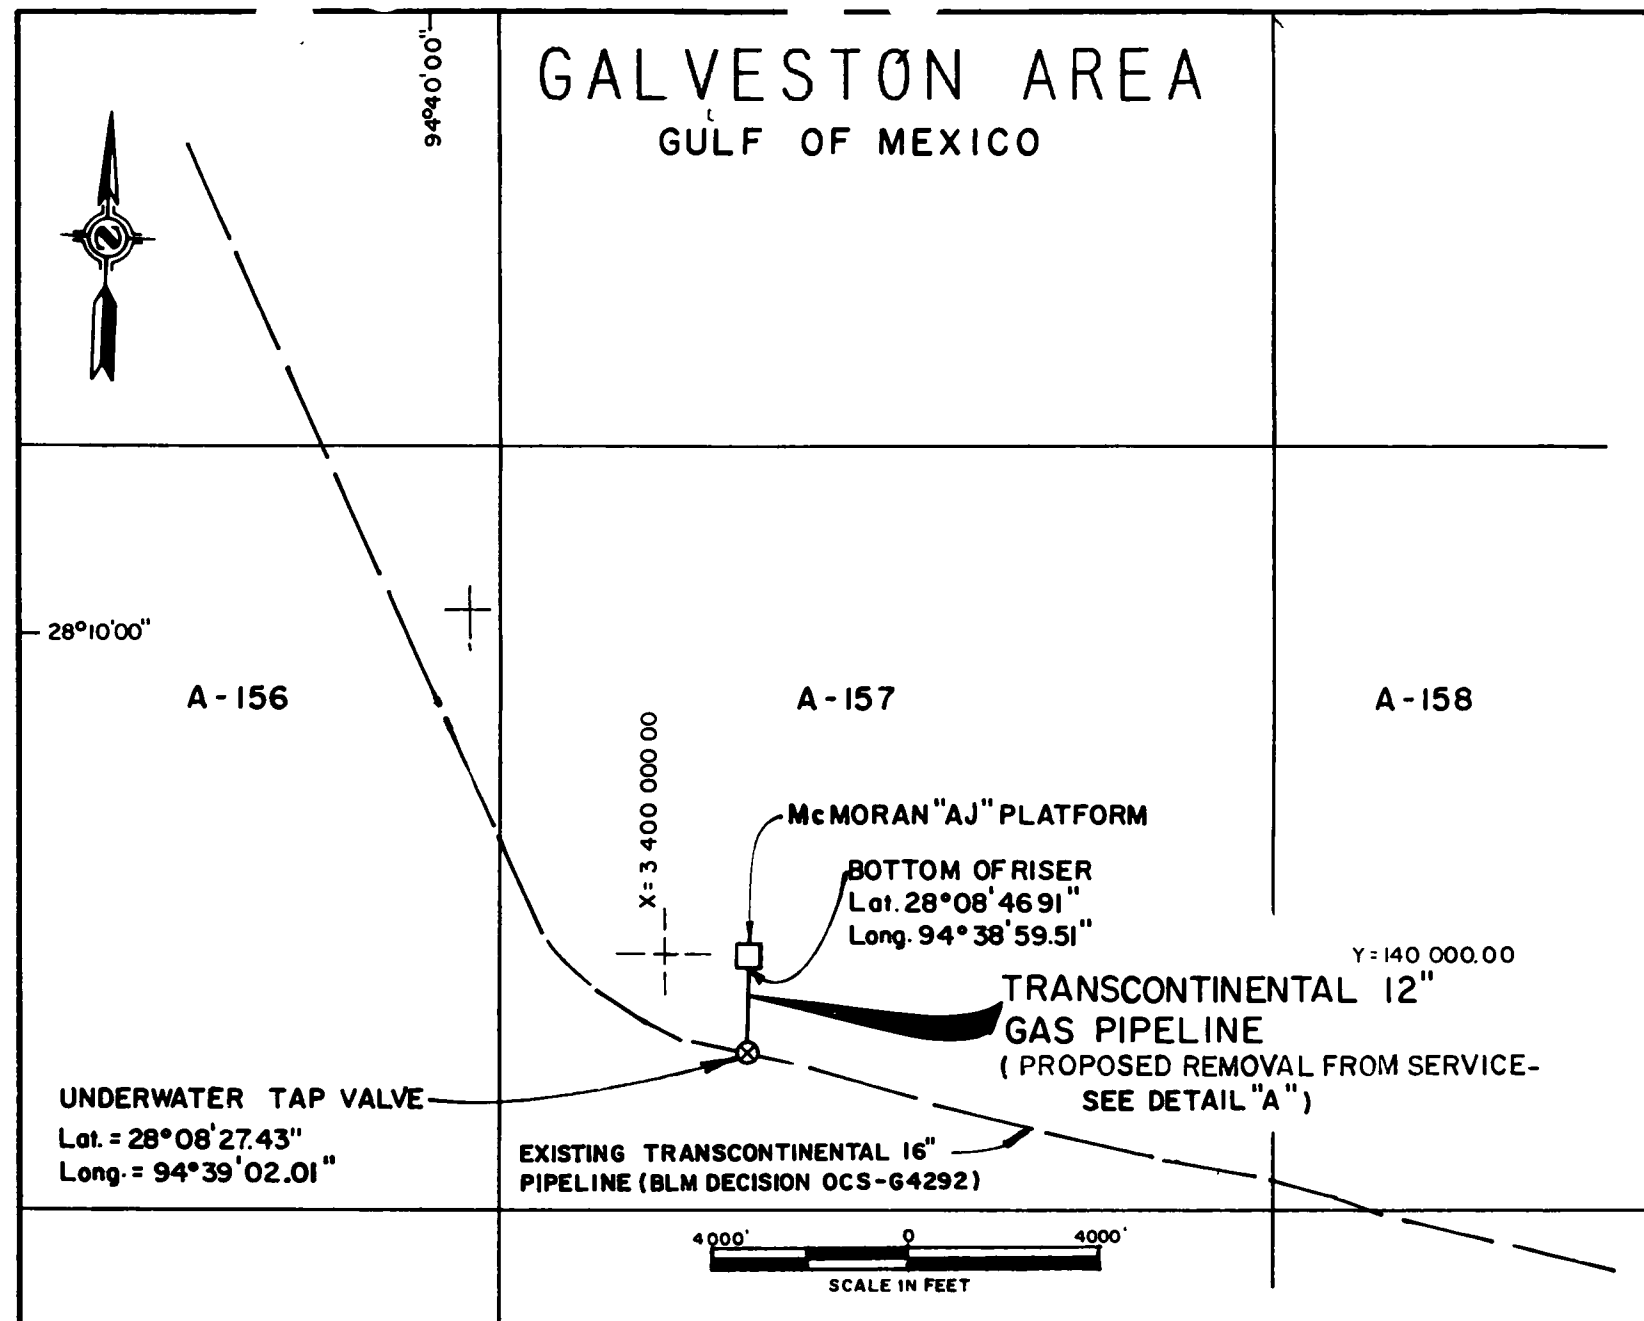 94°40'00"
GALVESTON AREA
GULF OF MEXICO
N
28°10'00"
A-156
A-157
A-158
X = 3 400 000 00
McMORAN "AJ" PLATFORM
BOTTOM OF RISER
Lat. 28°08'46 91"
Long. 94°38'59.51"
Y = 140 000.00
TRANSCONTINENTAL 12"
GAS PIPELINE
( PROPOSED REMOVAL FROM SERVICE-
SEE DETAIL "A" )
UNDERWATER TAP VALVE
Lat. = 28°08'27.43"
Long. = 94°39'02.01"
EXISTING TRANSCONTINENTAL 16"
PIPELINE (BLM DECISION OCS-G4292)
4000' 0 4000'
SCALE IN FEET